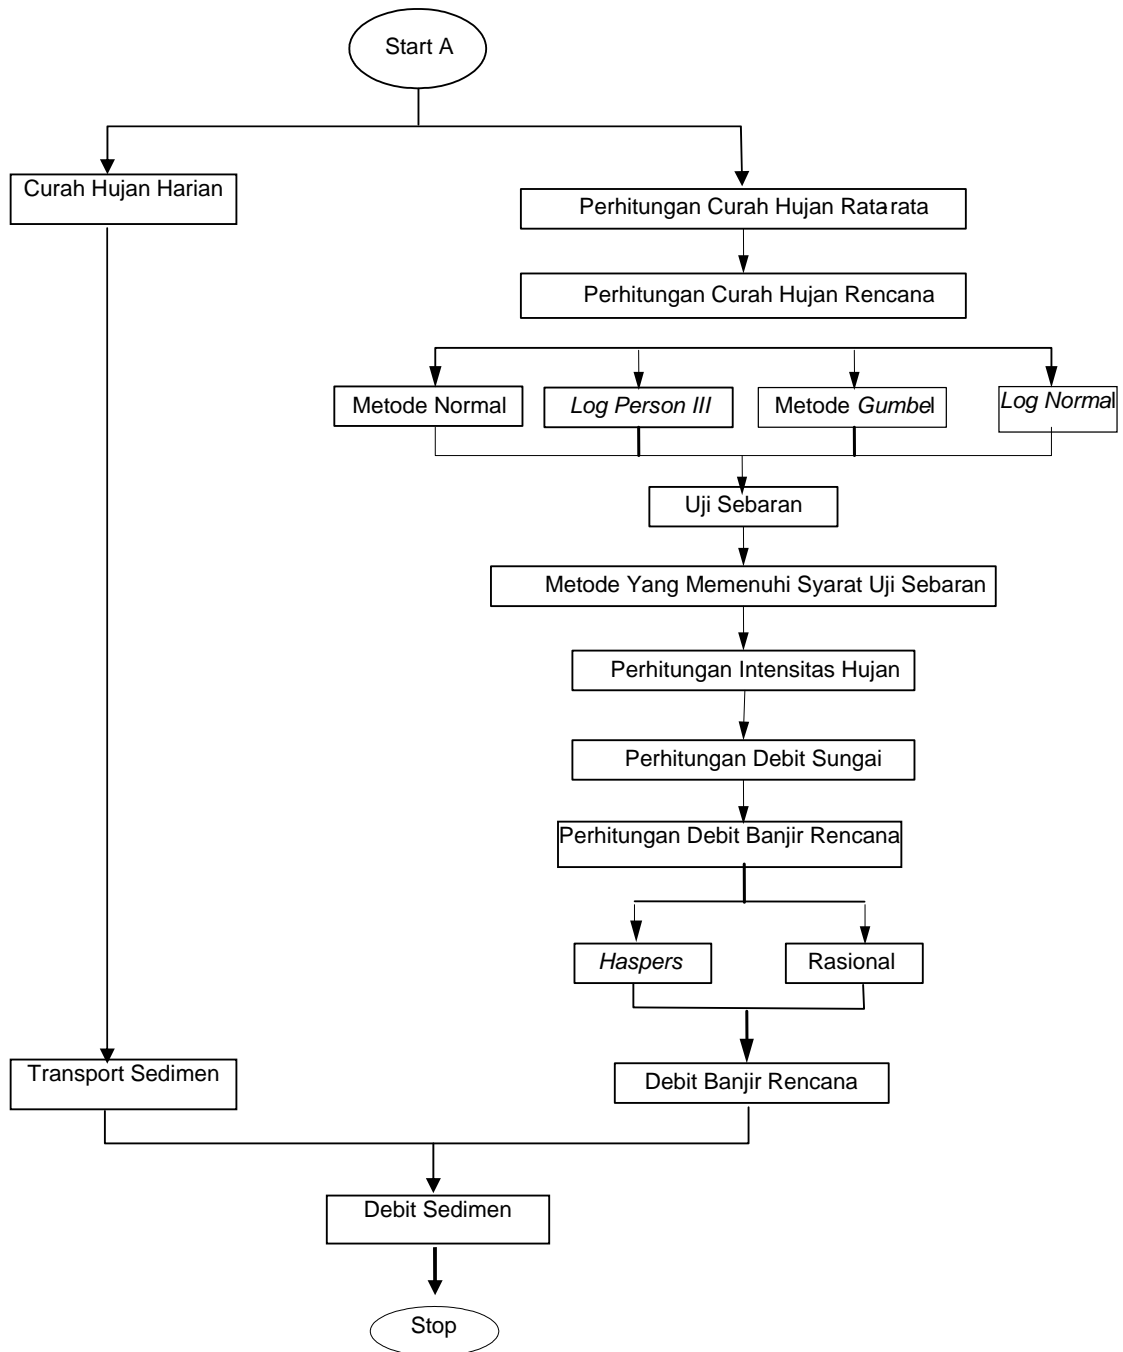 Start A
Curah Hujan Harian
Perhitungan Curah Hujan Ratarata
Perhitungan Curah Hujan Rencana
Metode Normal
Log Person III
Metode Gumbel
Log Normal
Uji Sebaran
Metode Yang Memenuhi Syarat Uji Sebaran
Perhitungan Intensitas Hujan
Perhitungan Debit Sungai
Perhitungan Debit Banjir Rencana
Haspers
Rasional
Transport Sedimen
Debit Banjir Rencana
Debit Sedimen
Stop